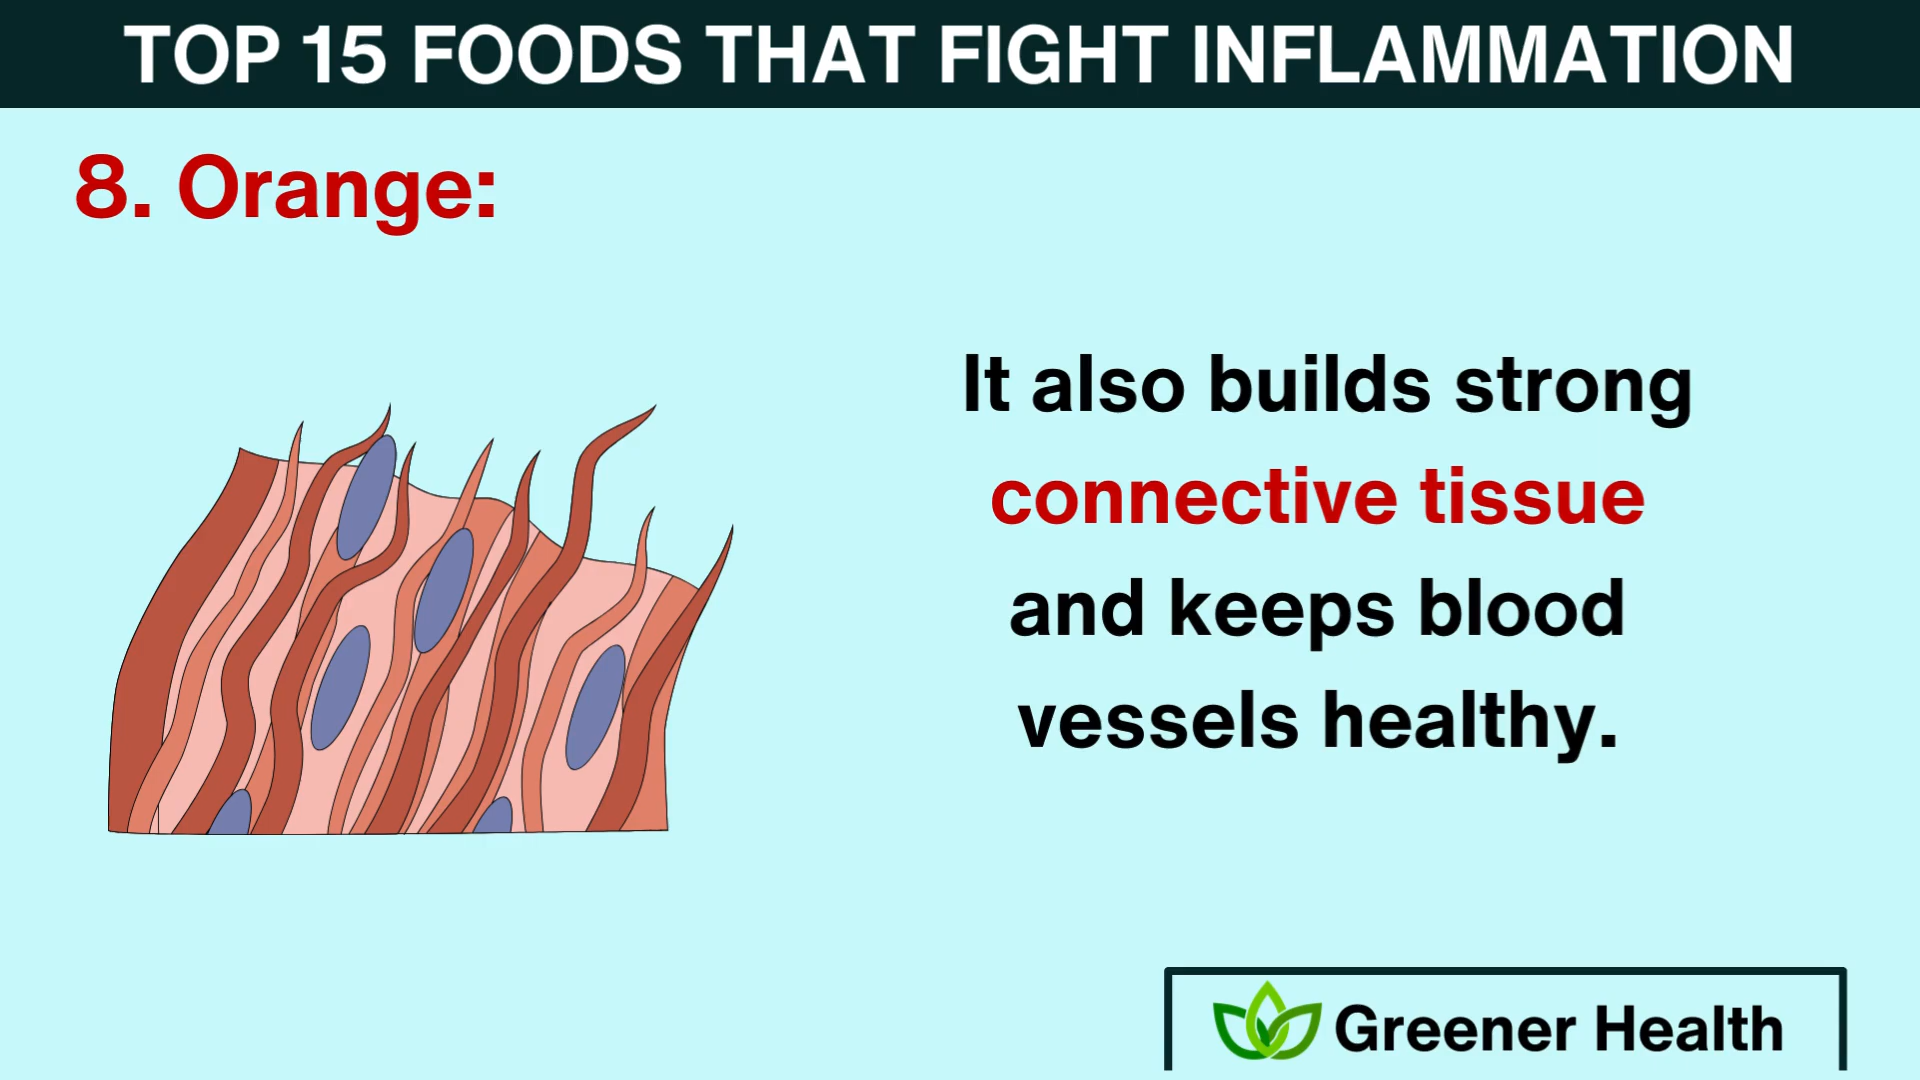 TOP 15 FOODS THAT FIGHT INFLAMMATION
8. Orange:
It also builds strong
connective tissue
and keeps blood
vessels healthy.
Greener Health